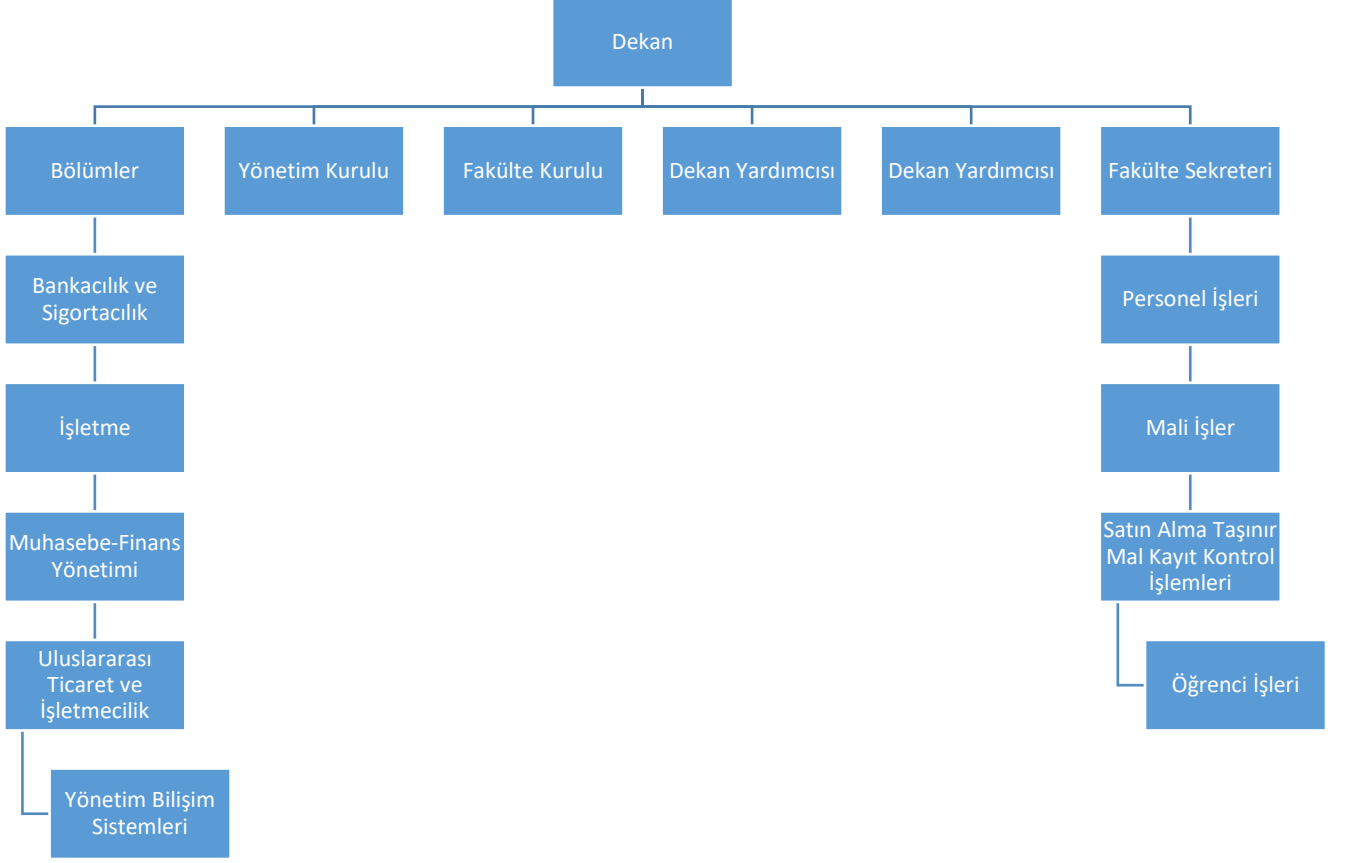 Dekan
Bölümler
Yönetim Kurulu
Fakülte Kurulu
Dekan Yardımcısı
Dekan Yardımcısı
Fakülte Sekreteri
Bankacılık ve
Sigortacılık
İşletme
Muhasebe-Finans
Yönetimi
Uluslararası
Ticaret ve
İşletmecilik
Yönetim Bilişim
Sistemleri
Personel İşleri
Mali İşler
Satın Alma Taşınır
Mal Kayıt Kontrol
İşlemleri
Öğrenci İşleri